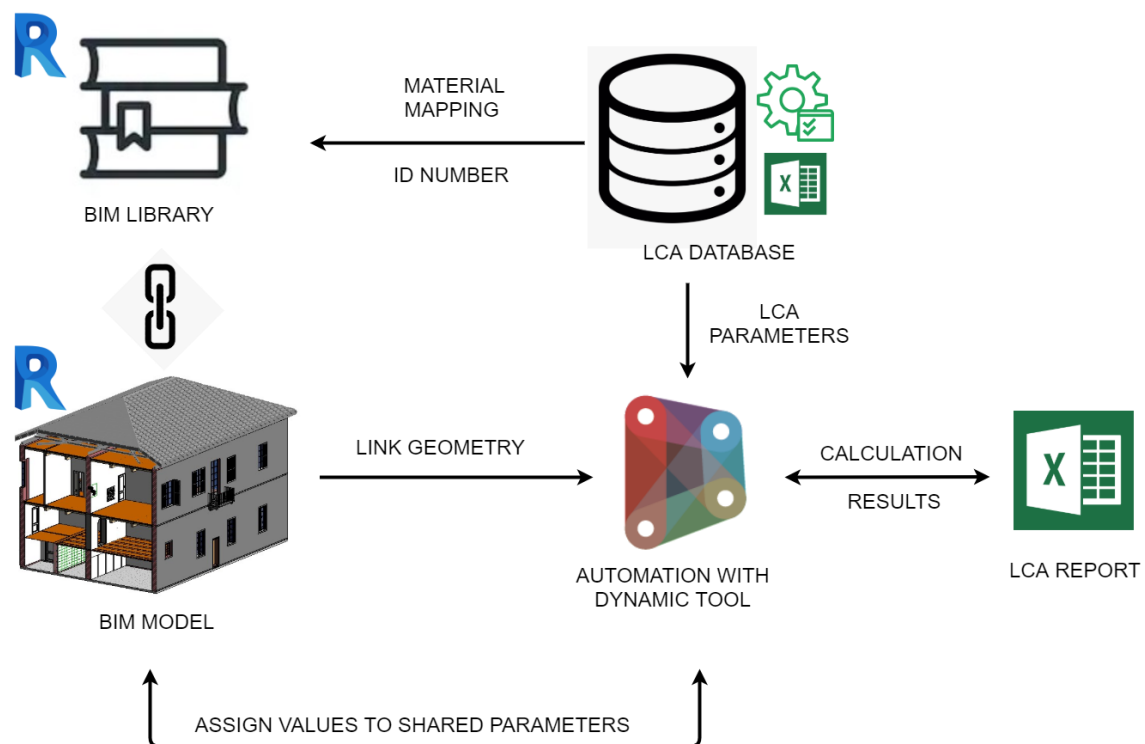 R
MATERIAL
MAPPING
ID NUMBER
BIM LIBRARY
X
LCA DATABASE
LCA
PARAMETERS
R
LINK GEOMETRY
CALCULATION
RESULTS
X
BIM MODEL
AUTOMATION WITH
DYNAMIC TOOL
LCA REPORT
ASSIGN VALUES TO SHARED PARAMETERS